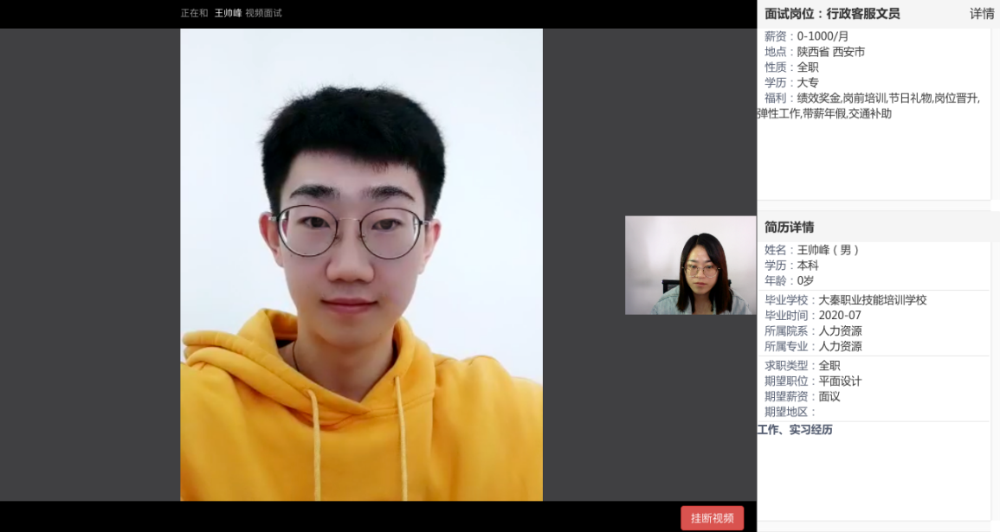 正在和 王帅峰 视频面试
挂断视频
面试岗位：行政客服文员 详情
薪资：0-1000/月
地点：陕西省 西安市
性质：全职
学历：大专
福利：绩效奖金,岗前培训,节日礼物,岗位晋升,
弹性工作,带薪年假,交通补助
简历详情
姓名：王帅峰 ( 男 )
学历：本科
年龄：0岁
毕业学校：大秦职业技能培训学校
毕业时间：2020-07
所属院系：人力资源
所属专业：人力资源
求职类型：全职
期望职位：平面设计
期望薪资：面议
期望地区：
工作、实习经历